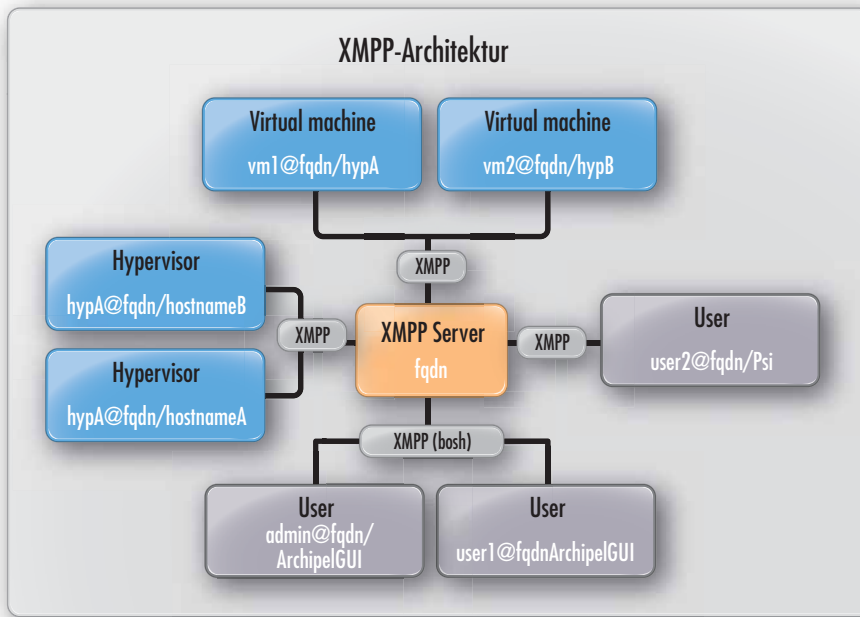 XMPP-Architektur
Virtual machine
vm1@fqdn/hypA
Virtual machine
vm2@fqdn/hypB
XMPP
Hypervisor
hypA@fqdn/hostnameB
Hypervisor
hypA@fqdn/hostnameA
XMPP
XMPP Server
fqdn
XMPP
User
user2@fqdn/Psi
XMPP (bosh)
User
admin@fqdn/
ArchipelGUI
User
user1@fqdnArchipelGUI